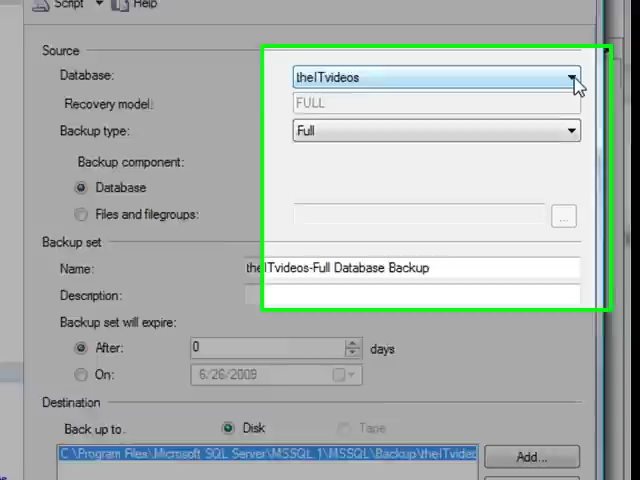 Script Help
Source
Database: theITvideos
Recovery model: FULL
Backup type: Full
Backup component:
Database
Files and filegroups: ...
Backup set
Name: theITvideos-Full Database Backup
Description:
Backup set will expire:
After: 0 days
On: 6/26/2009
Destination
Back up to: Disk Tape
C:\Program Files\Microsoft SQL Server\MSSQL.1\MSSQL\Backup\theITvideo Add...